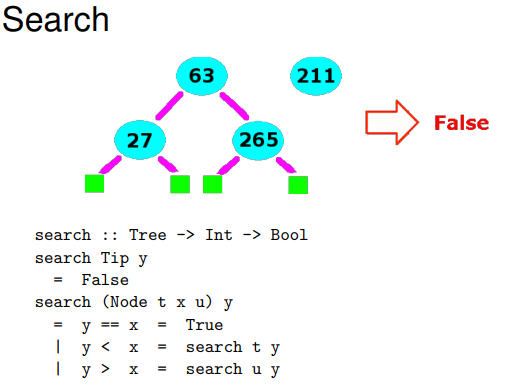 Search
63
211
False
27
265
search :: Tree -> Int -> Bool
search Tip y
  =  False
search (Node t x u) y
  =  y == x  =  True
  |  y <  x  =  search t y
  |  y >  x  =  search u y